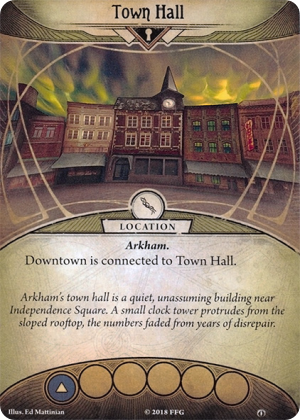 Town Hall
LOCATION
Arkham.
Downtown is connected to Town Hall.
Arkham's town hall is a quiet, unassuming building near
Independence Square. A small clock tower protrudes from the
sloped rooftop, the numbers faded from years of disrepair.
Illus. Ed Mattinian
© 2018 FFG